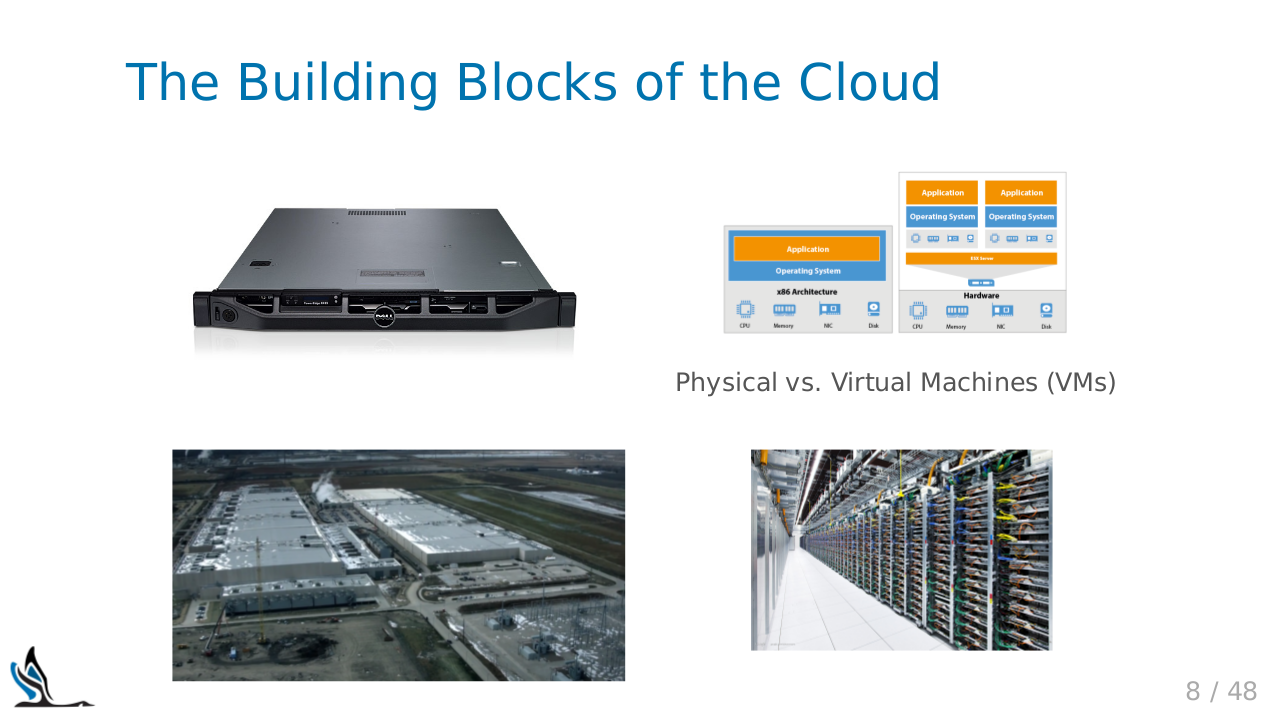 The Building Blocks of the Cloud
DELL
Application
Operating System
x86 Architecture
CPU Memory NIC Disk
Application Application
Operating System Operating System
ESX Server
Hardware
CPU Memory NIC Disk
Physical vs. Virtual Machines (VMs)
8 / 48